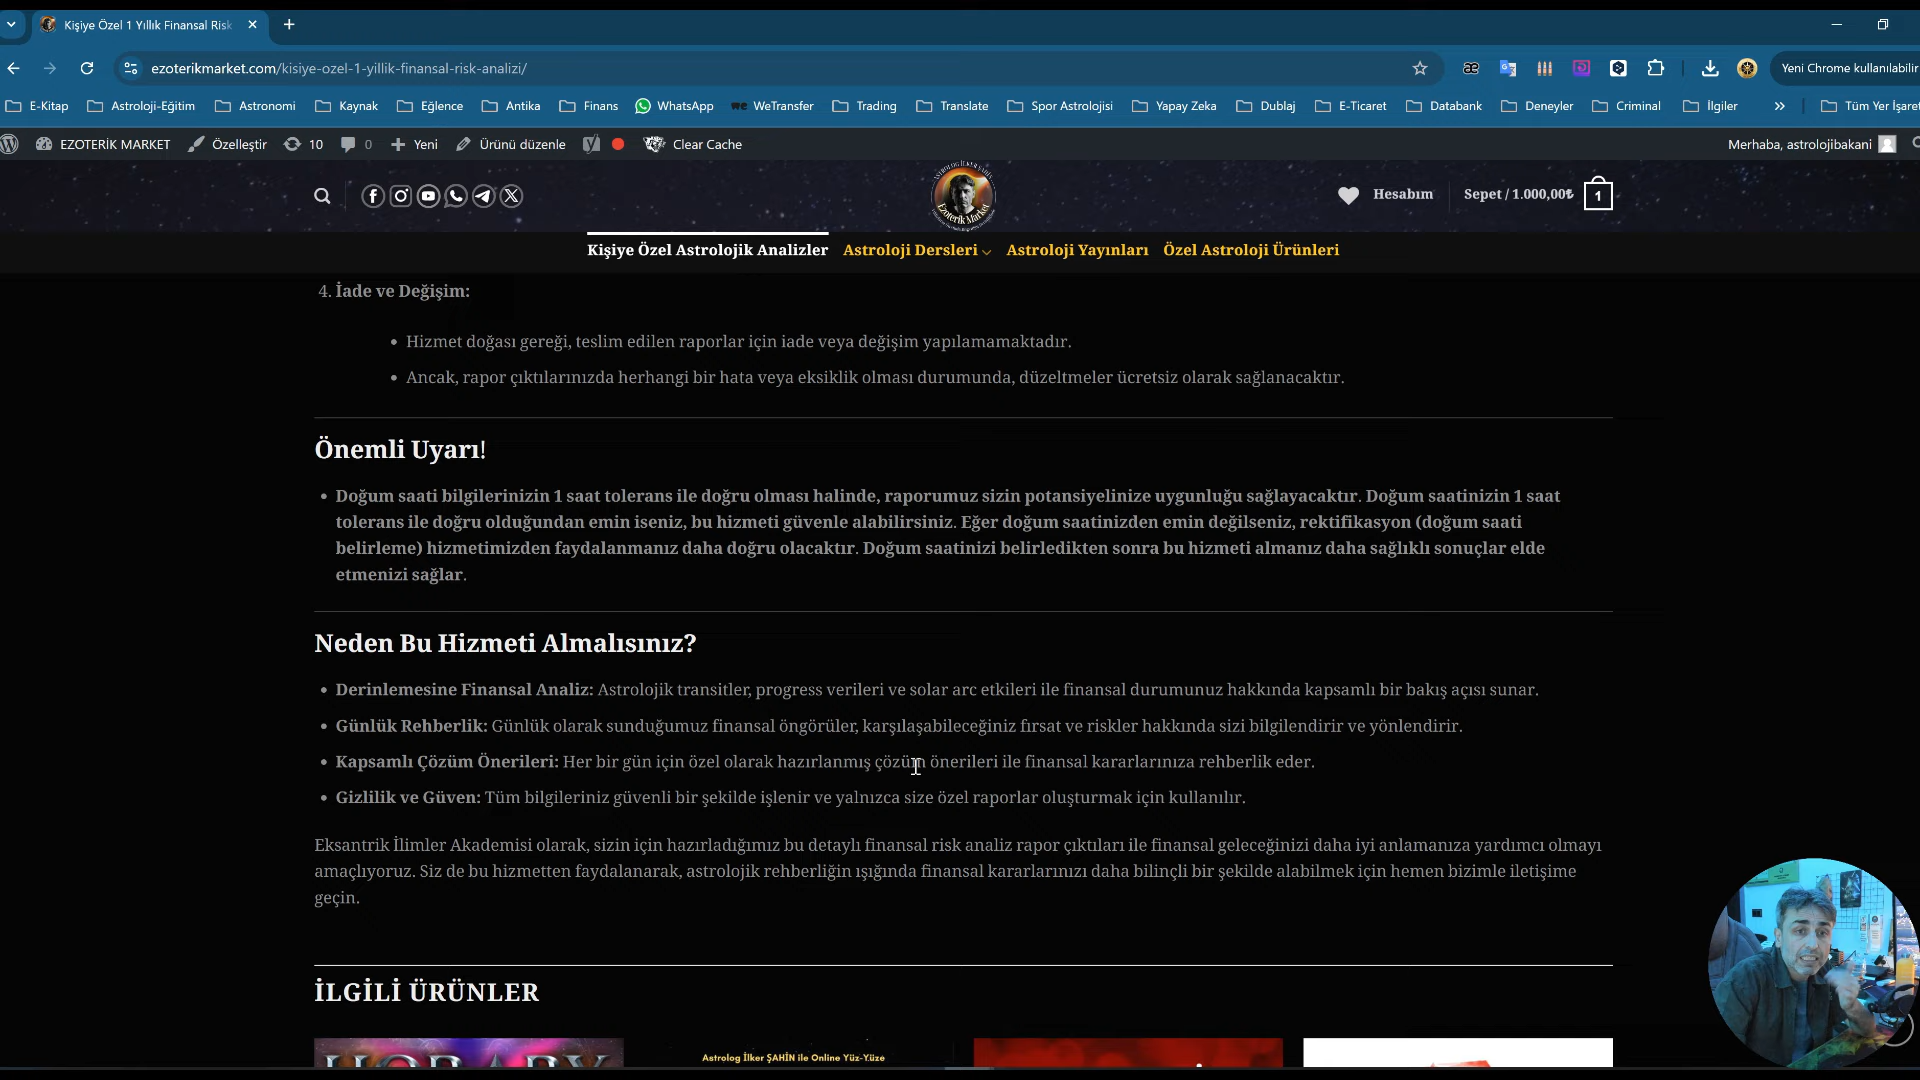 Kişiye Özel 1 Yıllık Finansal Risk
ezoterikmarket.com/kisiye-ozel-1-yillik-finansal-risk-analizi/
Yeni Chrome kullanılabilir
E-Kitap Astroloji-Eğitim Astronomi Kaynak Eğlence Antika Finans WhatsApp WeTransfer Trading Translate Spor Astrolojisi Yapay Zeka Dublaj E-Ticaret Databank Deneyler Criminal İlgiler » Tüm Yer İşaret
EZOTERİK MARKET Özelleştir 10 0 Yeni Ürünü düzenle Clear Cache Merhaba, astrolojibakani
Ezoterik Market
Hesabım Sepet / 1.000,00₺ 1
Kişiye Özel Astrolojik Analizler Astroloji Dersleri Astroloji Yayınları Özel Astroloji Ürünleri
4. İade ve Değişim:
• Hizmet doğası gereği, teslim edilen raporlar için iade veya değişim yapılamamaktadır.
• Ancak, rapor çıktılarınızda herhangi bir hata veya eksiklik olması durumunda, düzeltmeler ücretsiz olarak sağlanacaktır.
Önemli Uyarı!
• Doğum saati bilgilerinizin 1 saat tolerans ile doğru olması halinde, raporumuz sizin potansiyelinize uygunluğu sağlayacaktır. Doğum saatinizin 1 saat
tolerans ile doğru olduğundan emin iseniz, bu hizmeti güvenle alabilirsiniz. Eğer doğum saatinizden emin değilseniz, rektifikasyon (doğum saati
belirleme) hizmetimizden faydalanmanız daha doğru olacaktır. Doğum saatinizi belirledikten sonra bu hizmeti almanız daha sağlıklı sonuçlar elde
etmenizi sağlar.
Neden Bu Hizmeti Almalısınız?
• Derinlemesine Finansal Analiz: Astrolojik transitler, progress verileri ve solar arc etkileri ile finansal durumunuz hakkında kapsamlı bir bakış açısı sunar.
• Günlük Rehberlik: Günlük olarak sunduğumuz finansal öngörüler, karşılaşabileceğiniz fırsat ve riskler hakkında sizi bilgilendirir ve yönlendirir.
• Kapsamlı Çözüm Önerileri: Her bir gün için özel olarak hazırlanmış çözüm önerileri ile finansal kararlarınıza rehberlik eder.
• Gizlilik ve Güven: Tüm bilgileriniz güvenli bir şekilde işlenir ve yalnızca size özel raporlar oluşturmak için kullanılır.
Eksantrik İlimler Akademisi olarak, sizin için hazırladığımız bu detaylı finansal risk analiz rapor çıktıları ile finansal geleceğinizi daha iyi anlamanıza yardımcı olmayı
amaçlıyoruz. Siz de bu hizmetten faydalanarak, astrolojik rehberliğin ışığında finansal kararlarınızı daha bilinçli bir şekilde alabilmek için hemen bizimle iletişime
geçin.
İLGİLİ ÜRÜNLER
HORARY
Astrolog İlker ŞAHİN ile Online Yüz-Yüze